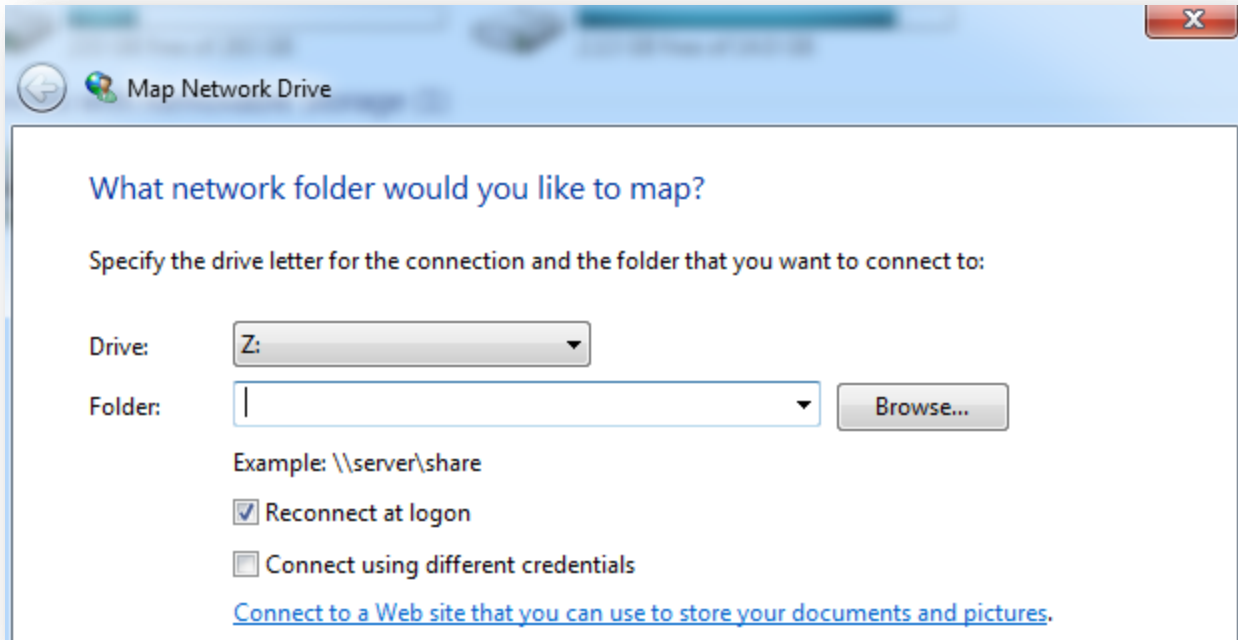 Map Network Drive
What network folder would you like to map?
Specify the drive letter for the connection and the folder that you want to connect to:
Drive: Z:
Folder: Browse...
Example: \\server\share
Reconnect at logon
Connect using different credentials
Connect to a Web site that you can use to store your documents and pictures.